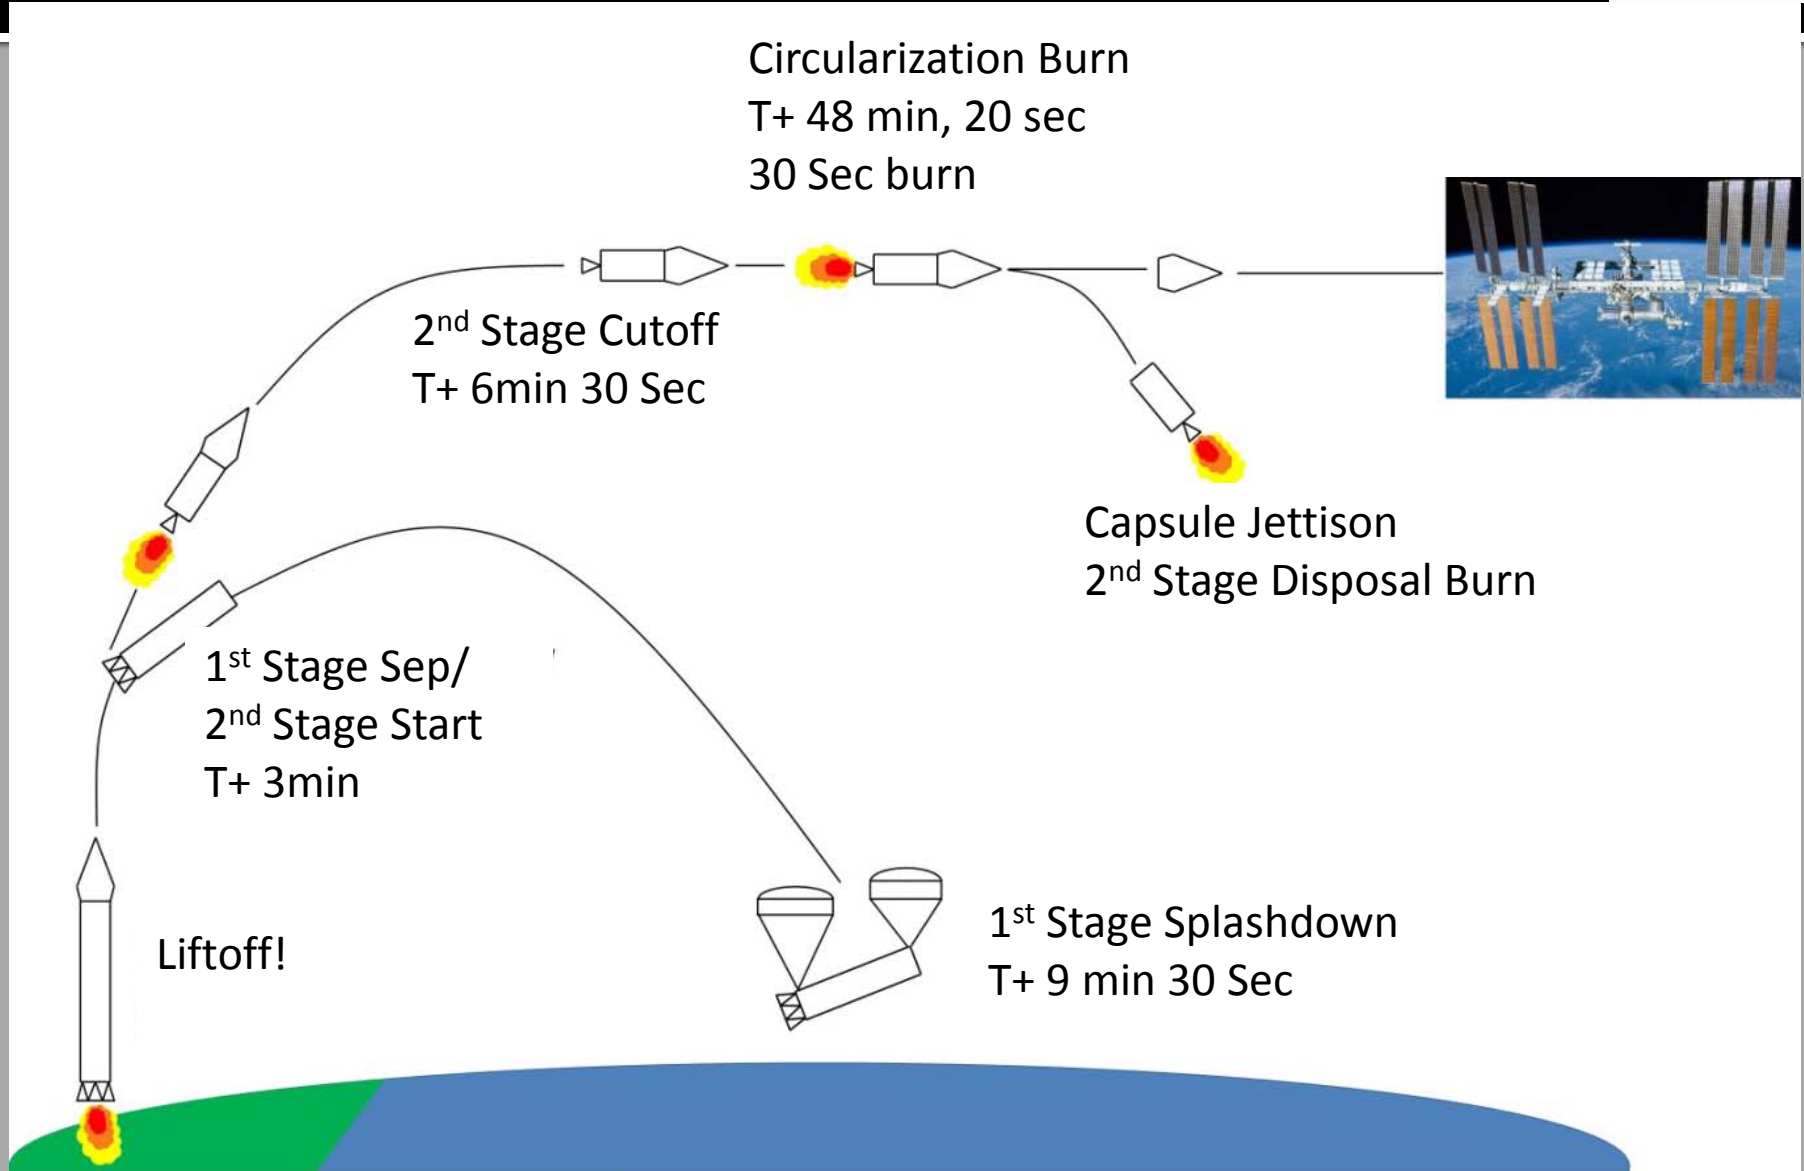 Circularization Burn
T+ 48 min, 20 sec
30 Sec burn
2nd Stage Cutoff
T+ 6min 30 Sec
Capsule Jettison
2nd Stage Disposal Burn
1st Stage Sep/
2nd Stage Start
T+ 3min
Liftoff!
1st Stage Splashdown
T+ 9 min 30 Sec